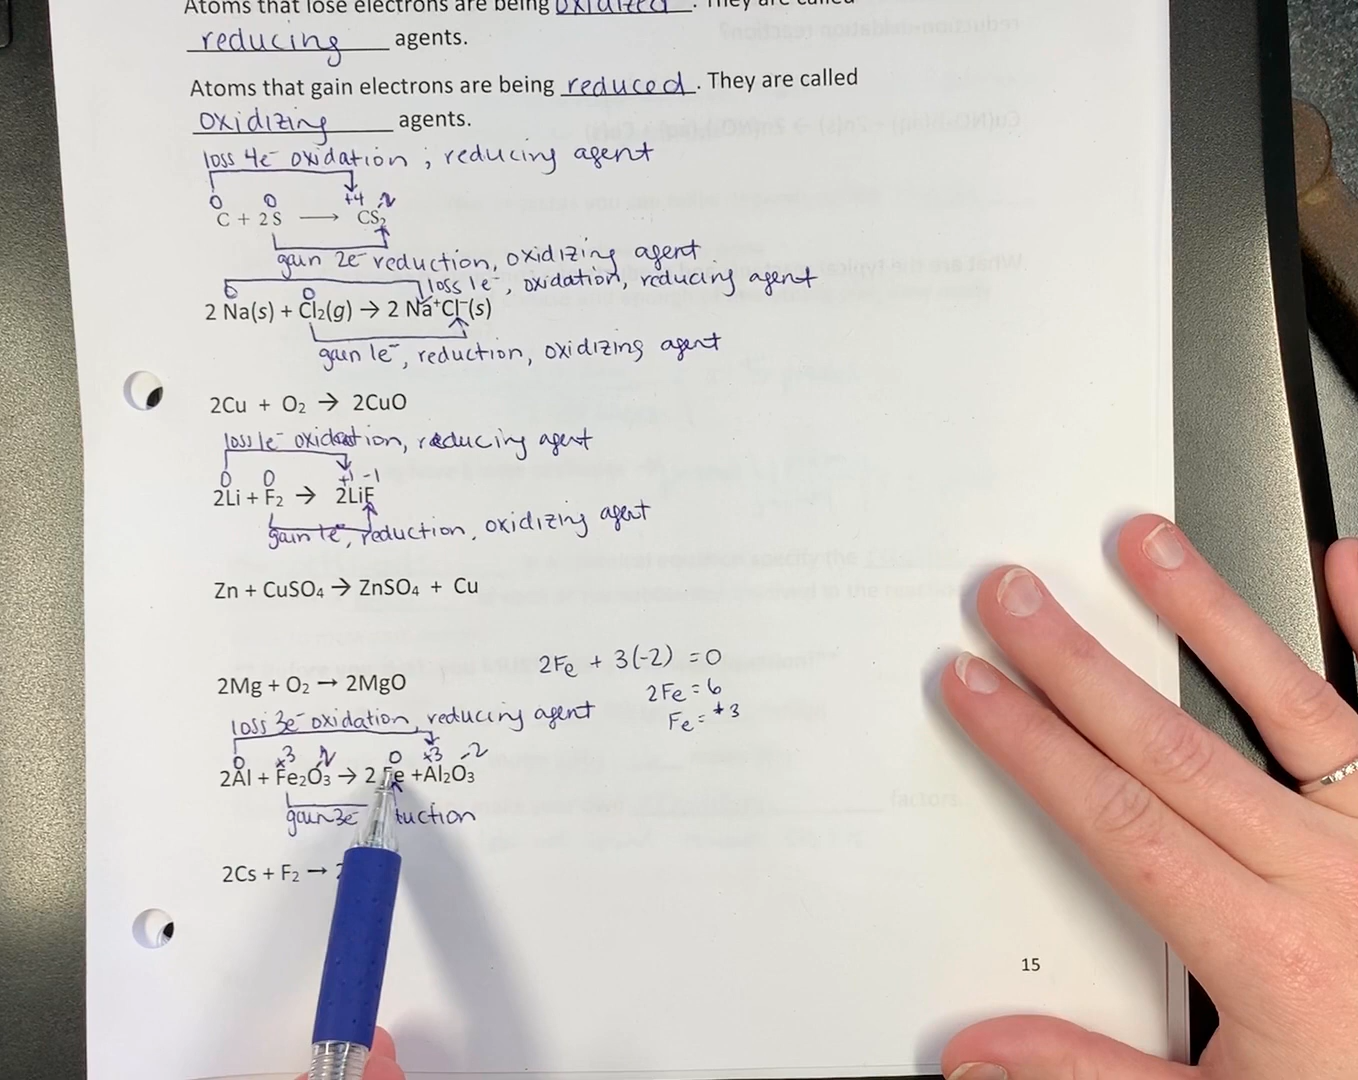 Atoms that lose electrons are being oxidized. They are called
reducing agents.
Atoms that gain electrons are being reduced. They are called
oxidizing agents.
loss 4e⁻ oxidation ; reducing agent
0 0 +4 -2
C + 2S ⟶ CS₂
gain 2e⁻ reduction, oxidizing agent
loss 1e⁻, oxidation, reducing agent
0 0
2 Na(s) + Cl₂(g) → 2 Na⁺Cl⁻(s)
gain 1e⁻, reduction, oxidizing agent
2Cu + O₂ → 2CuO
loss 1e⁻ oxidation, reducing agent
0 0 +1 -1
2Li + F₂ → 2LiF
gain 1e⁻, reduction, oxidizing agent
Zn + CuSO₄ → ZnSO₄ + Cu
2Fe + 3(-2) = 0
2Mg + O₂ → 2MgO
2Fe = 6
Fe = +3
loss 3e⁻ oxidation, reducing agent
0 +3 -2 0 +3 -2
2Al + Fe₂O₃ → 2 Fe +Al₂O₃
gain 3e⁻
2Cs + F₂ →
factors.
15